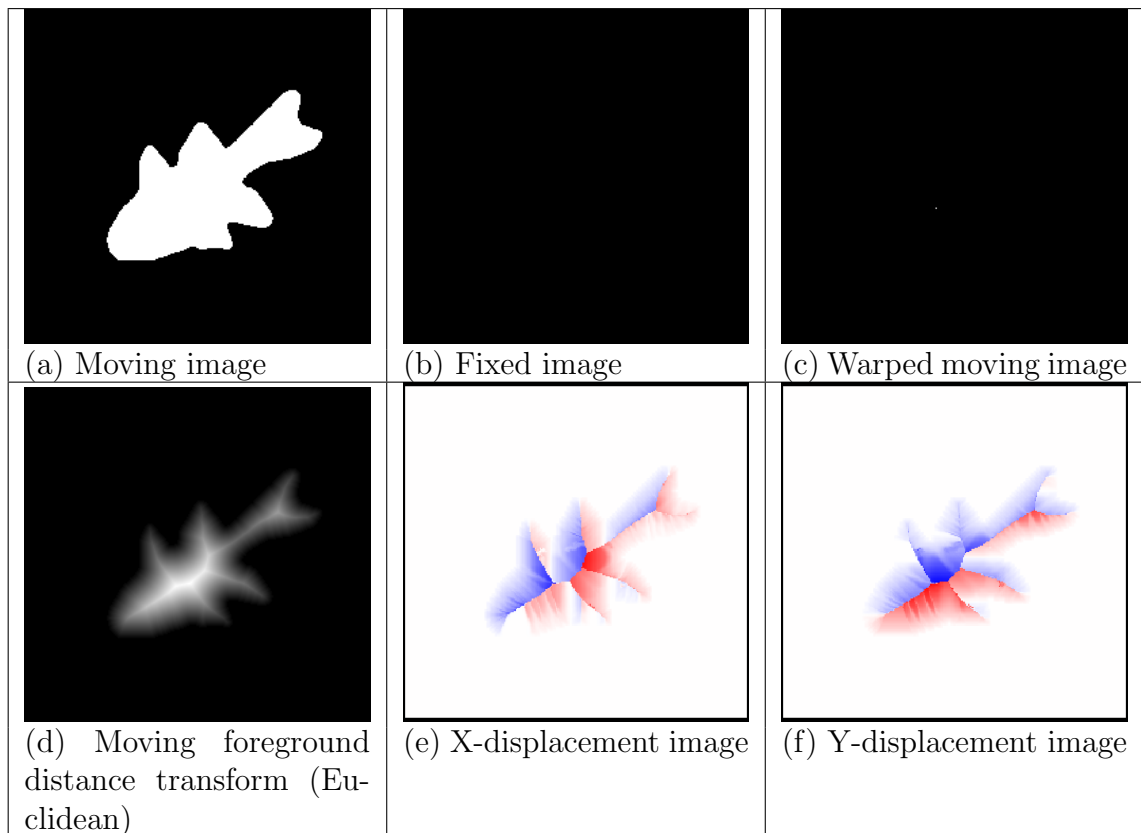 (a) Moving image
(b) Fixed image
(c) Warped moving image
(d) Moving foreground
distance transform (Eu-
clidean)
(e) X-displacement image
(f) Y-displacement image